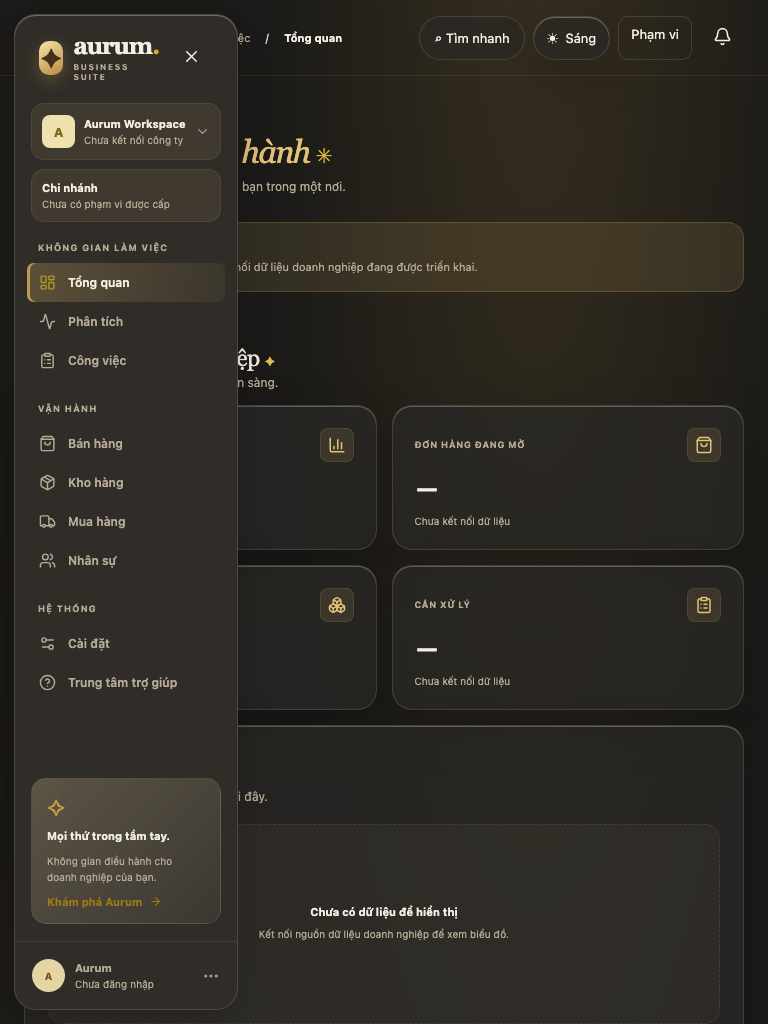 aurum.
BUSINESS
SUITE
A
Aurum Workspace
Chưa kết nối công ty
Chi nhánh
Chưa có phạm vi được cấp
KHÔNG GIAN LÀM VIỆC
Tổng quan
Phân tích
Công việc
VẬN HÀNH
Bán hàng
Kho hàng
Mua hàng
Nhân sự
HỆ THỐNG
Cài đặt
Trung tâm trợ giúp
Mọi thứ trong tầm tay.
Không gian điều hành cho
doanh nghiệp của bạn.
Khám phá Aurum →
A
Aurum
Chưa đăng nhập
/ Tổng quan
Tìm nhanh
Sáng
Phạm vi
hành
bạn trong một nơi.
dữ liệu doanh nghiệp đang được triển khai.
sàng.
ĐƠN HÀNG ĐANG MỞ
—
Chưa kết nối dữ liệu
CẦN XỬ LÝ
—
Chưa kết nối dữ liệu
đây.
Chưa có dữ liệu để hiển thị
Kết nối nguồn dữ liệu doanh nghiệp để xem biểu đồ.